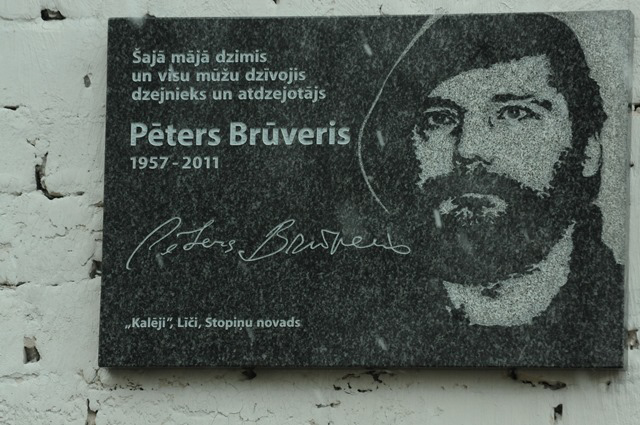 Šajā mājā dzimis
un visu mūžu dzīvojis
dzejnieks un atdzejotājs
Pēters Brūveris
1957 - 2011
Pēters Brūveris
„Kalēji”, Līči, Stopiņu novads